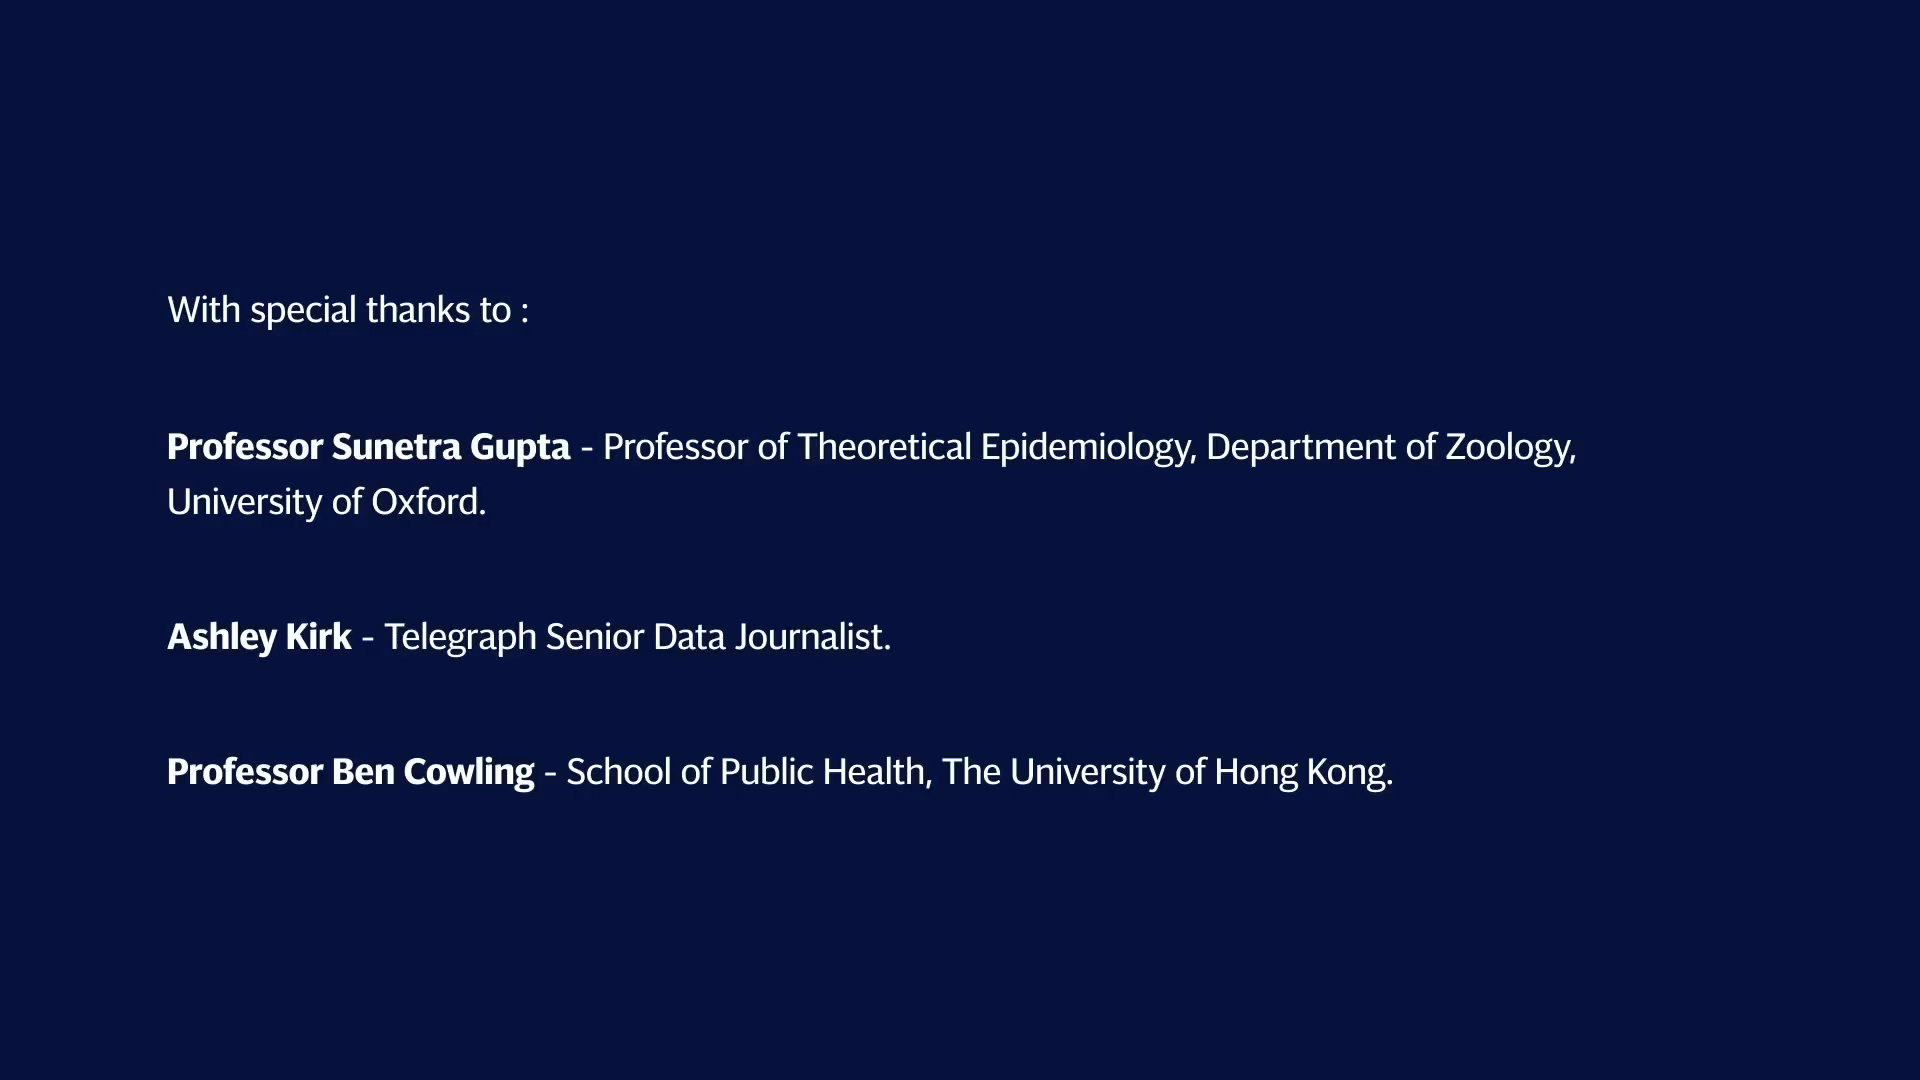 With special thanks to :
Professor Sunetra Gupta - Professor of Theoretical Epidemiology, Department of Zoology,
University of Oxford.
Ashley Kirk - Telegraph Senior Data Journalist.
Professor Ben Cowling - School of Public Health, The University of Hong Kong.